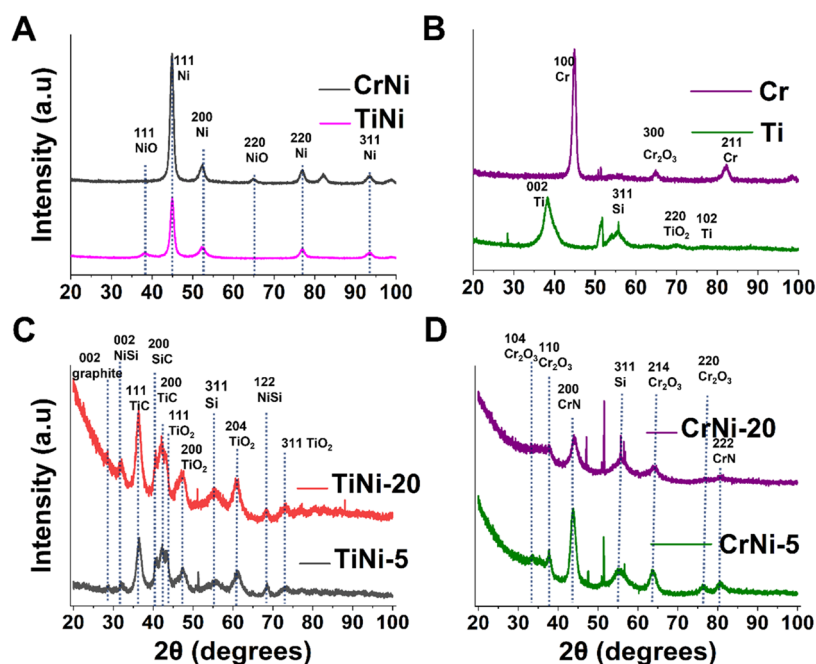 A
Intensity (a.u)
111
Ni
CrNi
TiNi
111
NiO
200
Ni
220
NiO
220
Ni
311
Ni
20 30 40 50 60 70 80 90 100
B
100
Cr
Cr
Ti
300
Cr2O3
211
Cr
002
Ti
311
Si
220
TiO2
102
Ti
20 30 40 50 60 70 80 90 100
C
Intensity (a.u)
002
graphite
002
NiSi
200
SiC
111
TiC
200
TiC
111
TiO2
200
TiO2
311
Si
204
TiO2
122
NiSi
311 TiO2
TiNi-20
TiNi-5
20 30 40 50 60 70 80 90 100
2θ (degrees)
D
104
Cr2O3
110
Cr2O3
200
CrN
311
Si
214
Cr2O3
220
Cr2O3
222
CrN
CrNi-20
CrNi-5
20 30 40 50 60 70 80 90 100
2θ (degrees)